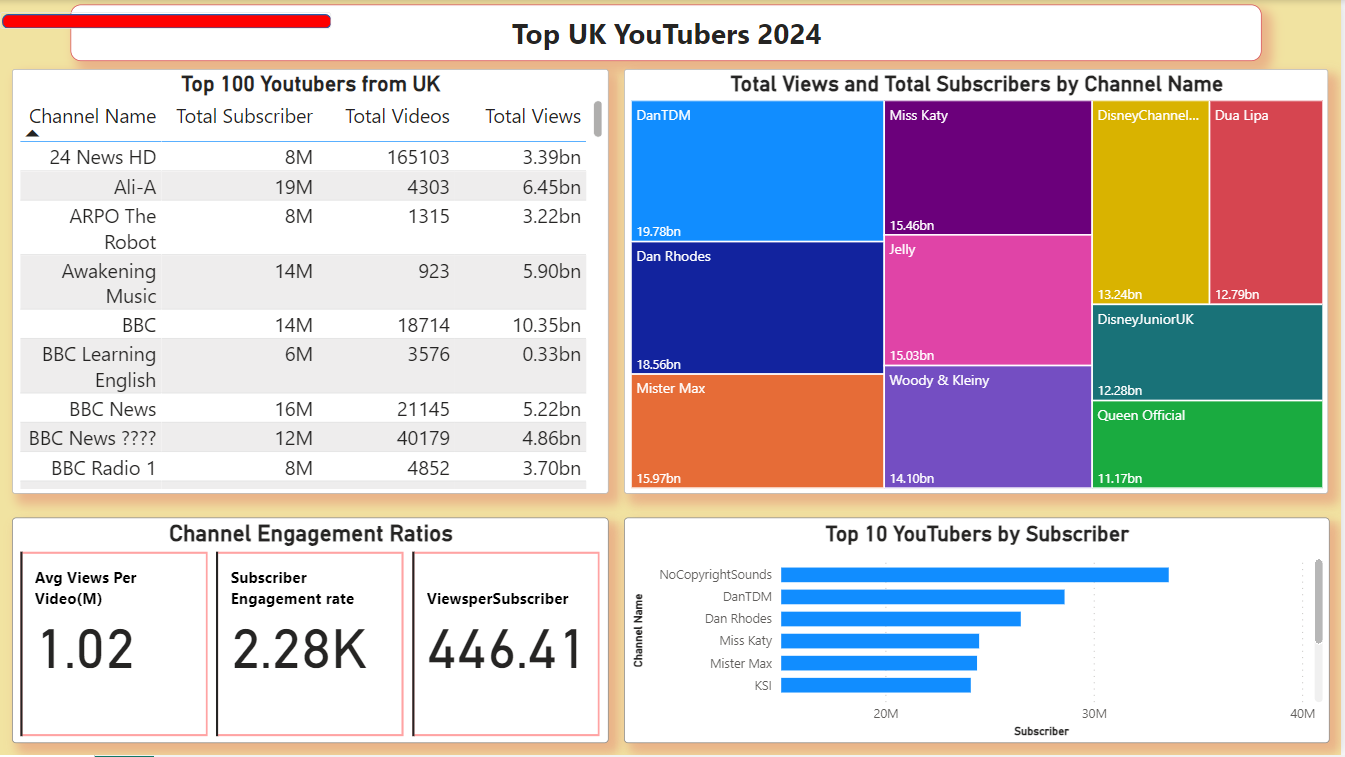 Top UK YouTubers 2024
Top 100 Youtubers from UK
Channel Name Total Subscriber Total Videos Total Views
24 News HD 8M 165103 3.39bn
Ali-A 19M 4303 6.45bn
ARPO The 8M 1315 3.22bn
Robot
Awakening 14M 923 5.90bn
Music
BBC 14M 18714 10.35bn
BBC Learning 6M 3576 0.33bn
English
BBC News 16M 21145 5.22bn
BBC News ???? 12M 40179 4.86bn
BBC Radio 1 8M 4852 3.70bn
Total Views and Total Subscribers by Channel Name
DanTDM
19.78bn
Dan Rhodes
18.56bn
Mister Max
15.97bn
Miss Katy
15.46bn
Jelly
15.03bn
Woody & Kleiny
14.10bn
DisneyChannel...
13.24bn
Dua Lipa
12.79bn
DisneyJuniorUK
12.28bn
Queen Official
11.17bn
Channel Engagement Ratios
Avg Views Per
Video(M)
1.02
Subscriber
Engagement rate
2.28K
ViewsperSubscriber
446.41
Top 10 YouTubers by Subscriber
Channel Name
NoCopyrightSounds
DanTDM
Dan Rhodes
Miss Katy
Mister Max
KSI
20M 30M 40M
Subscriber